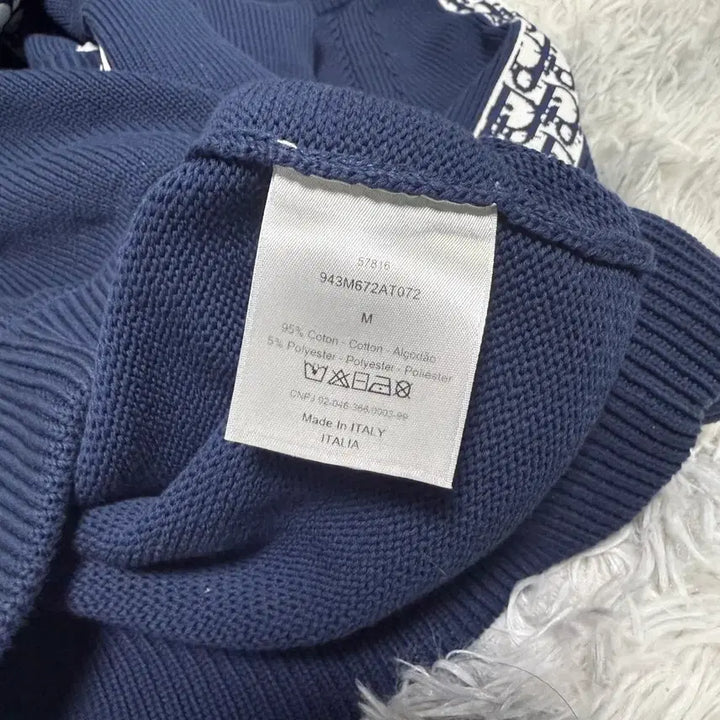 57816
943M672AT072
M
95% Coton - Cotton - Algodão
5% Polyester - Polyester - Poliéster
CNPJ 92-046-366/0003-99
Made In ITALY
ITALIA